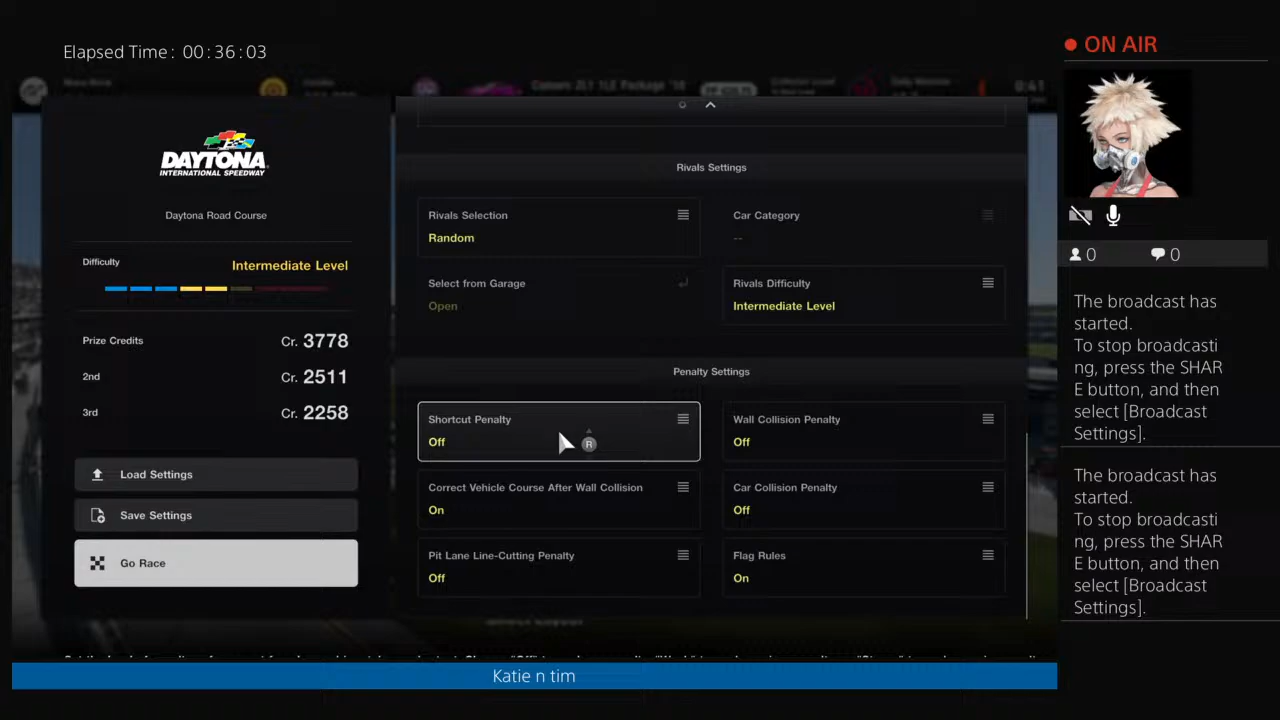 Elapsed Time: 00:36:03
ON AIR
Camaro ZL1 1LE Package '18
DAYTONA
INTERNATIONAL SPEEDWAY
Daytona Road Course
Difficulty
Intermediate Level
Prize Credits Cr. 3778
2nd Cr. 2511
3rd Cr. 2258
Load Settings
Save Settings
Go Race
Rivals Settings
Rivals Selection
Random
Car Category
--
Select from Garage
Open
Rivals Difficulty
Intermediate Level
Penalty Settings
Shortcut Penalty
Off
R
Wall Collision Penalty
Off
Correct Vehicle Course After Wall Collision
On
Car Collision Penalty
Off
Pit Lane Line-Cutting Penalty
Off
Flag Rules
On
Katie n tim
0 0
The broadcast has
started.
To stop broadcasti
ng, press the SHAR
E button, and then
select [Broadcast
Settings].
The broadcast has
started.
To stop broadcasti
ng, press the SHAR
E button, and then
select [Broadcast
Settings].